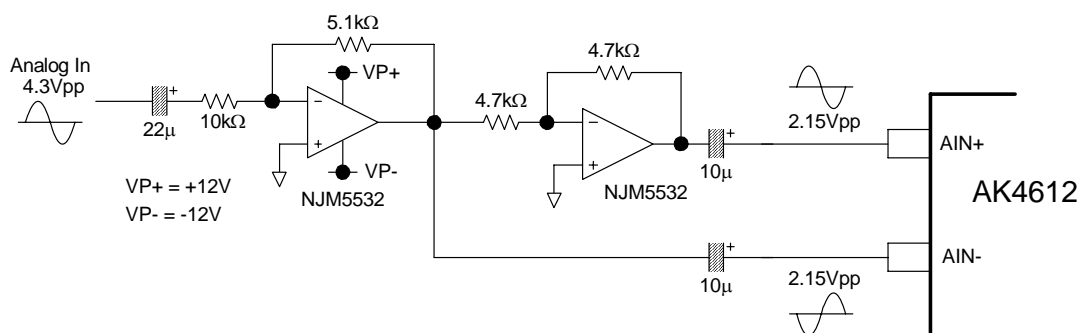 5.1kΩ
Analog In
4.3Vpp
VP+
4.7kΩ
−
+
+
22μ
10kΩ
4.7kΩ
−
+
2.15Vpp
+
AIN+
VP-
NJM5532
NJM5532
10μ
AK4612
VP+ = +12V
VP- = -12V
+
AIN-
10μ
2.15Vpp